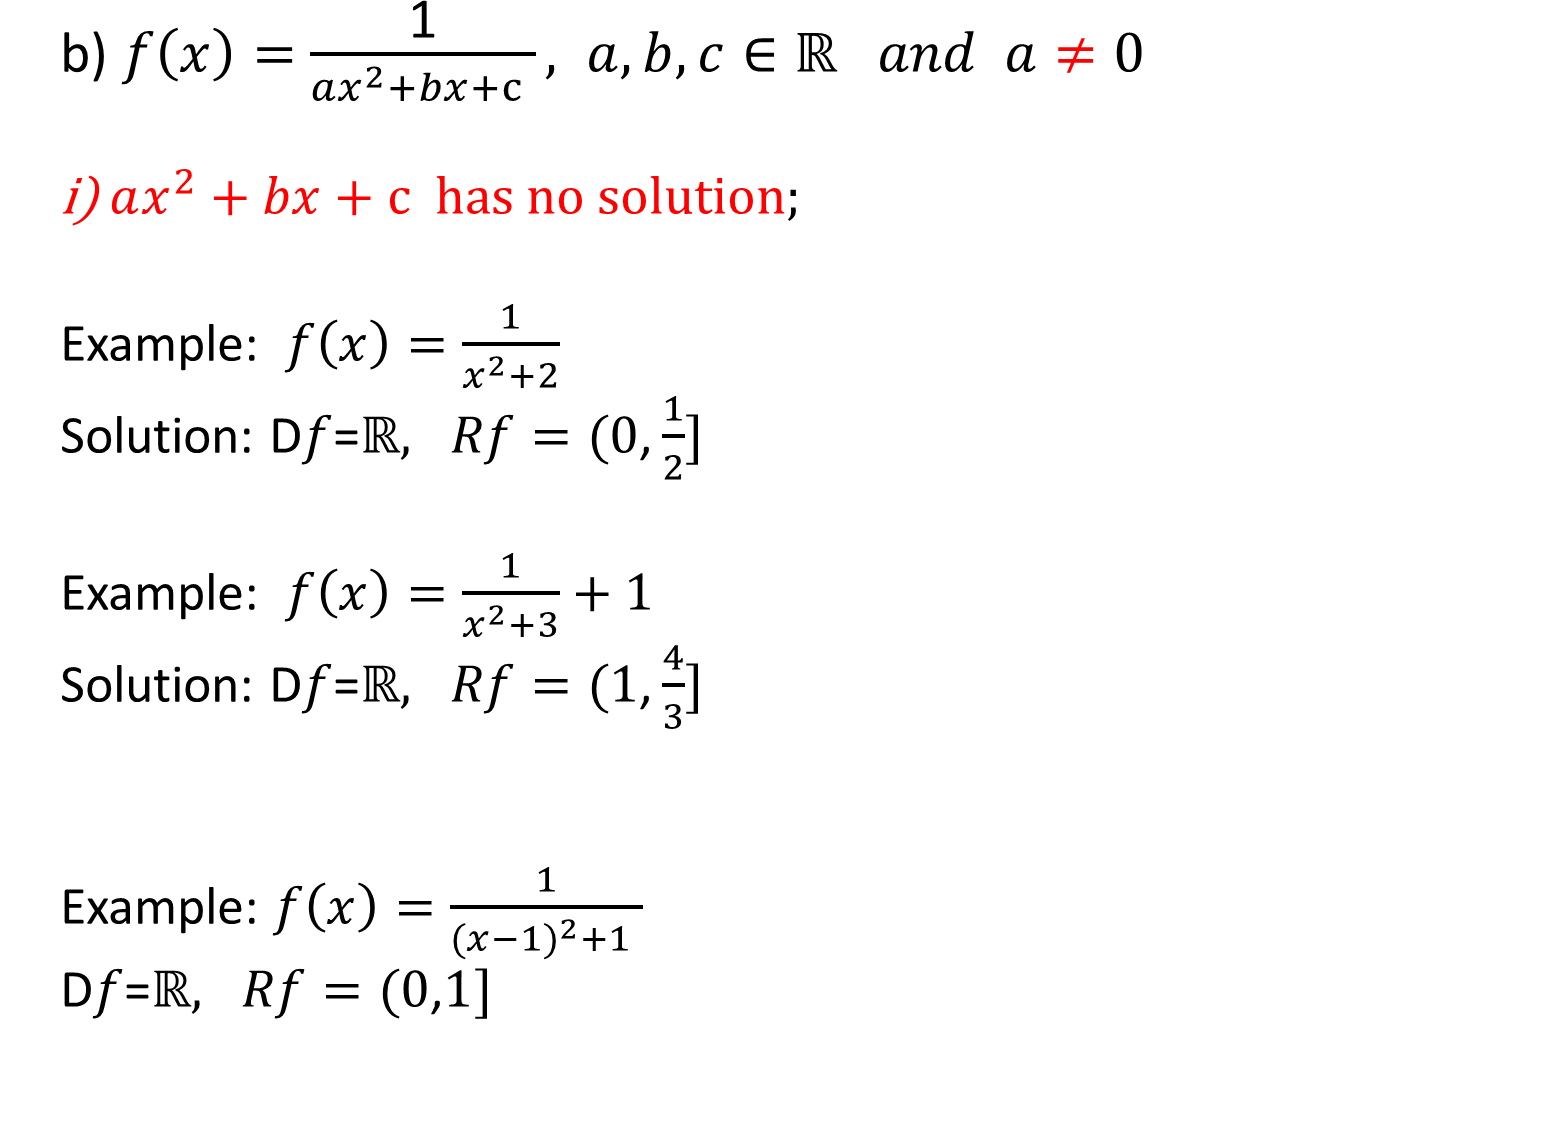 b) f(x) = 1/(ax²+bx+c), a, b, c ∈ ℝ and a ≠ 0
i) ax² + bx + c has no solution;
Example: f(x) = 1/(x²+2)
Solution: Df=ℝ, Rf = (0, 1/2]
Example: f(x) = 1/(x²+3) + 1
Solution: Df=ℝ, Rf = (1, 4/3]
Example: f(x) = 1/((x−1)²+1)
Df=ℝ, Rf = (0,1]